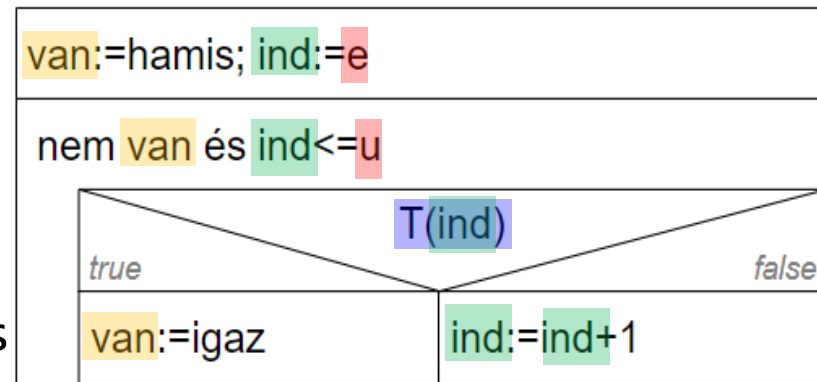 van:=hamis; ind:=e
nem van és ind<=u
T(ind)
true false
s van:=igaz ind:=ind+1